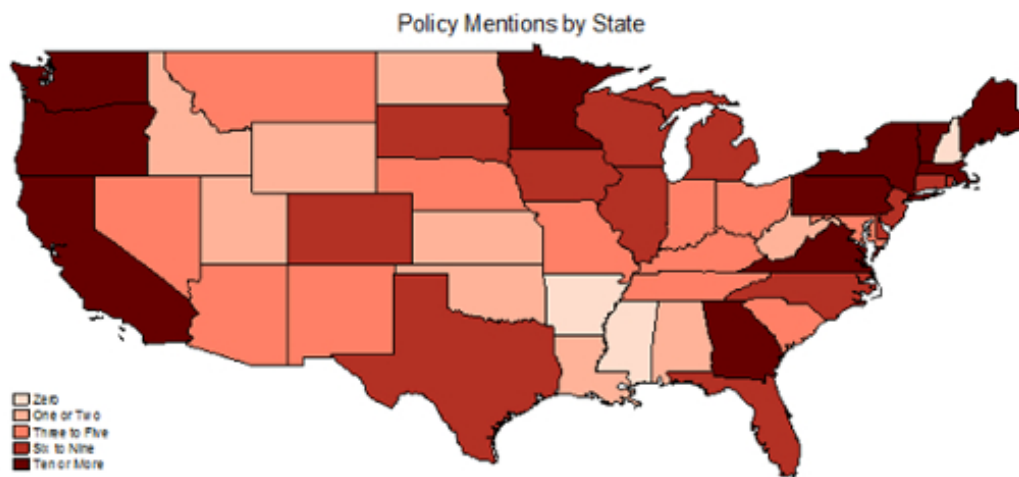 Policy Mentions by State
Zero
One or Two
Three to Five
Six to Nine
Ten or More